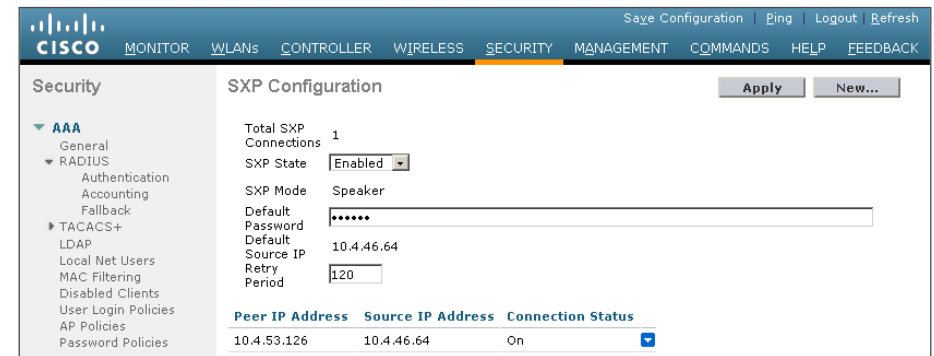 Save Configuration | Ping | Logout | Refresh
CISCO MONITOR WLANs CONTROLLER WIRELESS SECURITY MANAGEMENT COMMANDS HELP FEEDBACK
Security
AAA
General
RADIUS
Authentication
Accounting
Fallback
TACACS+
LDAP
Local Net Users
MAC Filtering
Disabled Clients
User Login Policies
AP Policies
Password Policies
SXP Configuration
Apply New...
Total SXP
Connections 1
SXP State Enabled
SXP Mode Speaker
Default
Password ••••••
Default
Source IP 10.4.46.64
Retry
Period 120
Peer IP Address Source IP Address Connection Status
10.4.53.126 10.4.46.64 On